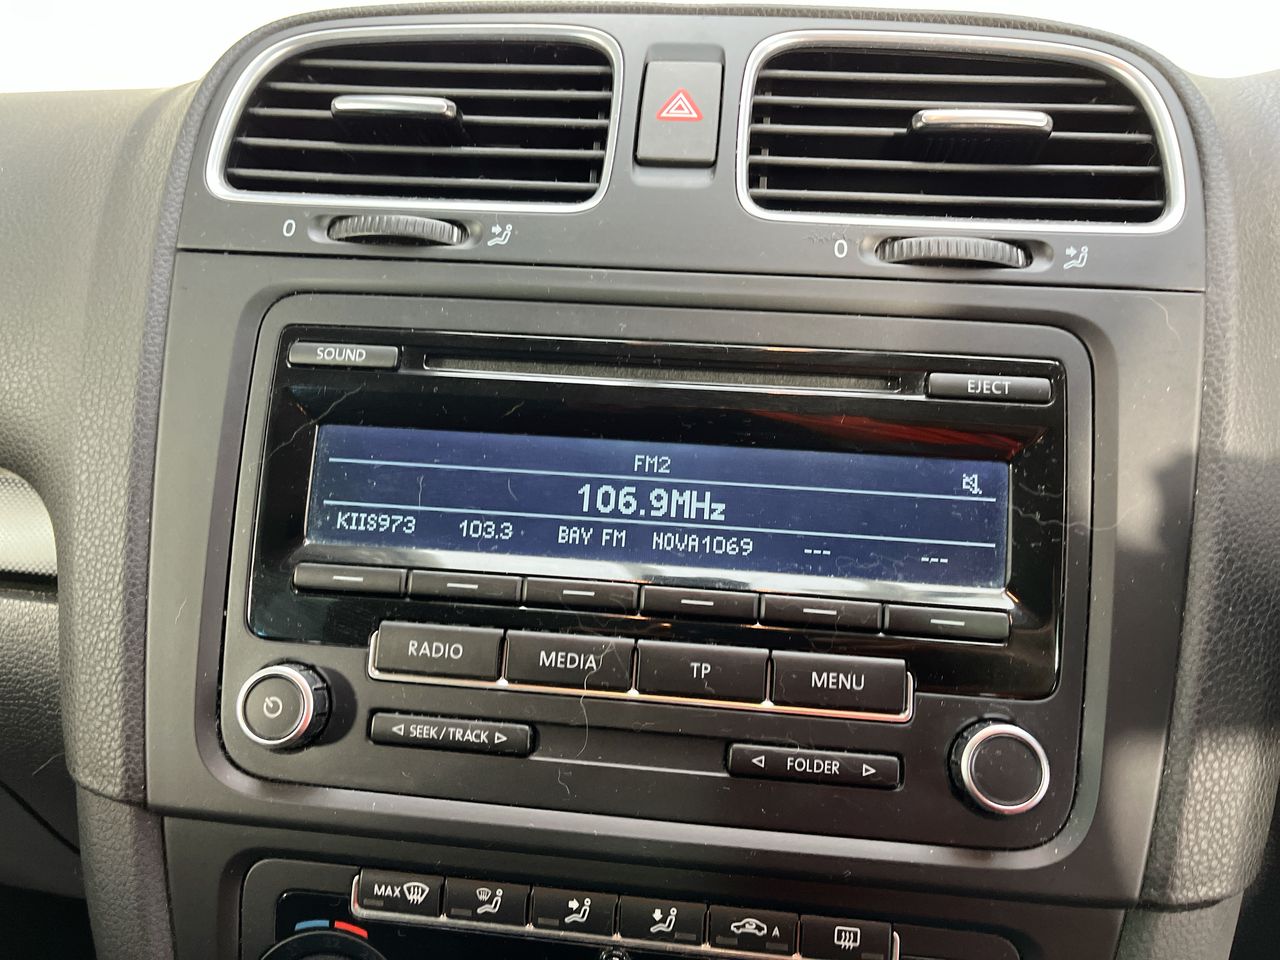 0
0
SOUND
EJECT
FM2
106.9MHz
KIIS973 103.3 BAY FM NOVA1069 --- ---
RADIO MEDIA TP MENU
SEEK/TRACK
FOLDER
MAX
A